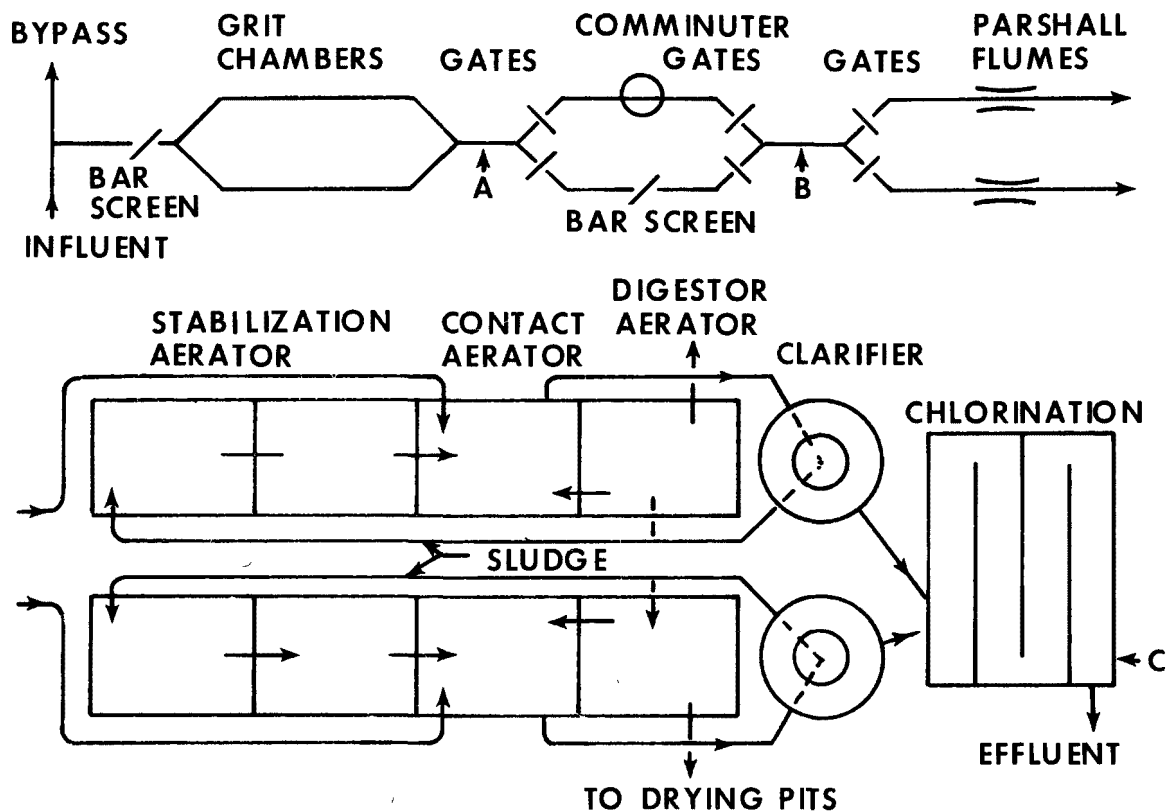 BYPASS
GRIT
CHAMBERS
GATES
COMMINUTER
GATES
GATES
PARSHALL
FLUMES
BAR
SCREEN
INFLUENT
A
BAR SCREEN
B
STABILIZATION
AERATOR
CONTACT
AERATOR
DIGESTOR
AERATOR
CLARIFIER
CHLORINATION
SLUDGE
C
EFFLUENT
TO DRYING PITS